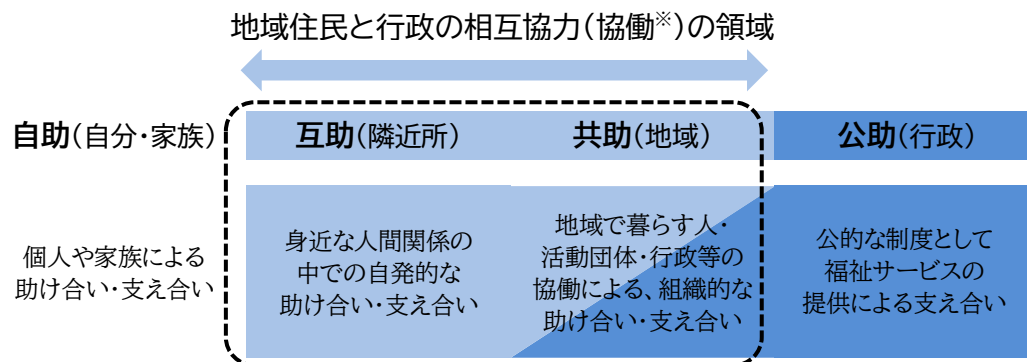 地域住民と行政の相互協力(協働※)の領域
自助(自分・家族)
互助(隣近所)
共助(地域)
公助(行政)
個人や家族による
助け合い・支え合い
身近な人間関係の
中での自発的な
助け合い・支え合い
地域で暮らす人・
活動団体・行政等の
協働による、組織的な
助け合い・支え合い
公的な制度として
福祉サービスの
提供による支え合い